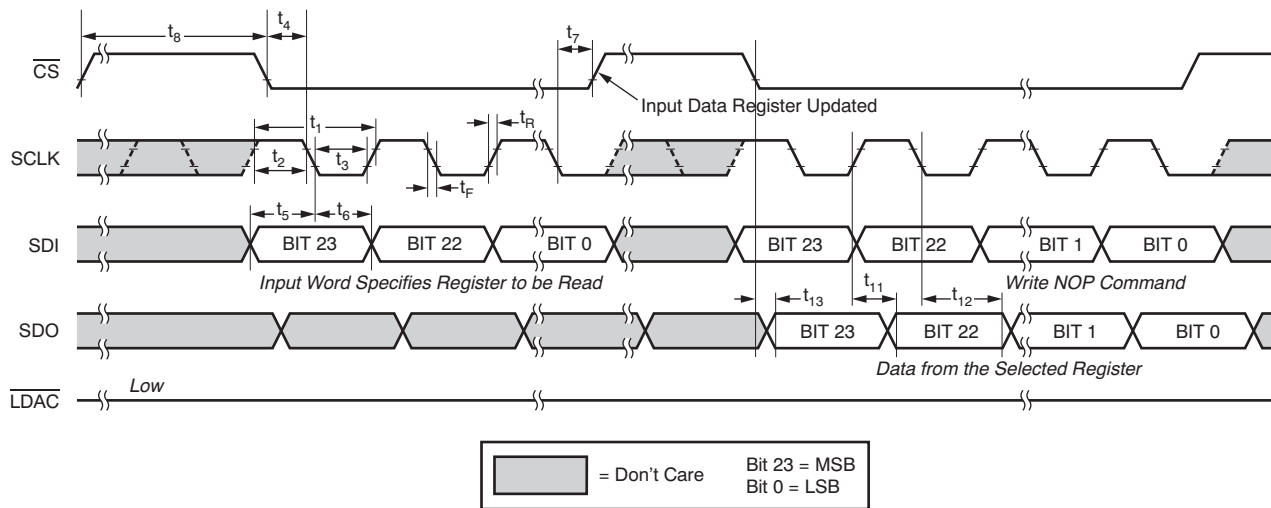 t8
t4
t7
CS
Input Data Register Updated
t1
tR
SCLK
t2
t3
tF
t5
t6
SDI
BIT 23
BIT 22
BIT 0
BIT 23
BIT 22
BIT 1
BIT 0
Input Word Specifies Register to be Read
Write NOP Command
t13
t11
t12
SDO
BIT 23
BIT 22
BIT 1
BIT 0
Data from the Selected Register
LDAC
Low
= Don't Care
Bit 23 = MSB
Bit 0 = LSB